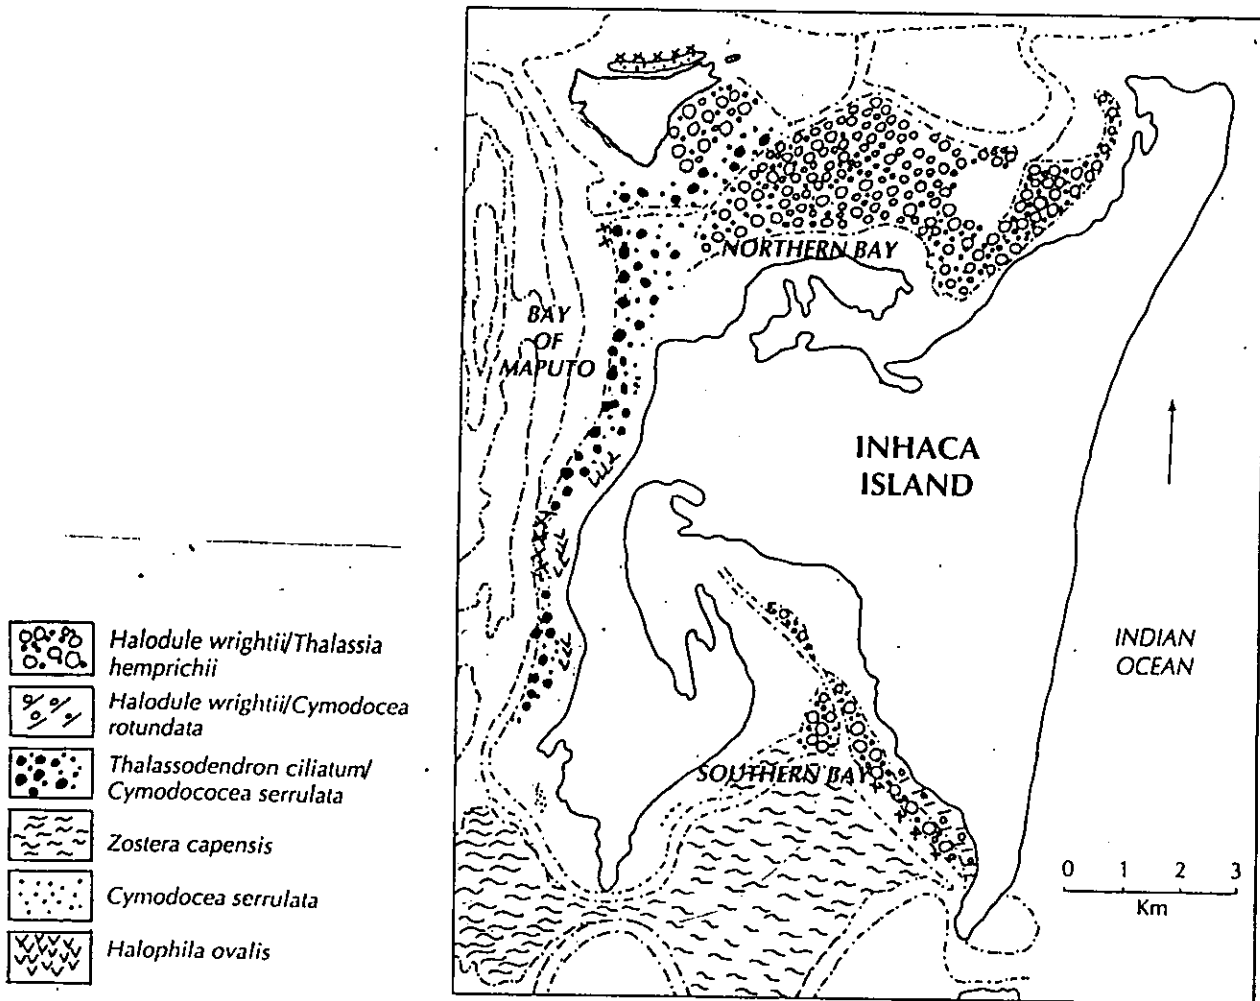 NORTHERN BAY
BAY
OF
MAPUTO
INHACA
ISLAND
INDIAN
OCEAN
SOUTHERN BAY
0 1 2 3
Km
Halodule wrightii/Thalassia
hemprichii
Halodule wrightii/Cymodocea
rotundata
Thalassodendron ciliatum/
Cymodococea serrulata
Zostera capensis
Cymodocea serrulata
Halophila ovalis